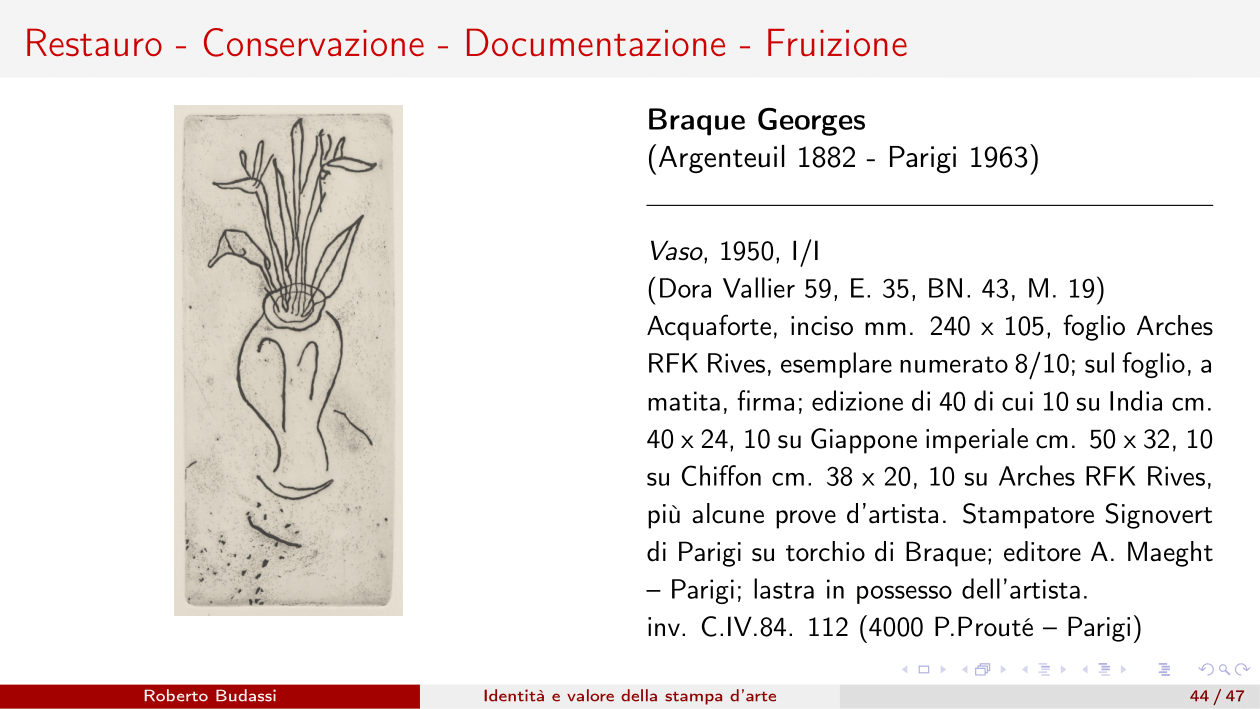 Restauro - Conservazione - Documentazione - Fruizione
Braque Georges
(Argenteuil 1882 - Parigi 1963)
Vaso, 1950, I/I
(Dora Vallier 59, E. 35, BN. 43, M. 19)
Acquaforte, inciso mm. 240 x 105, foglio Arches
RFK Rives, esemplare numerato 8/10; sul foglio, a
matita, firma; edizione di 40 di cui 10 su India cm.
40 x 24, 10 su Giappone imperiale cm. 50 x 32, 10
su Chiffon cm. 38 x 20, 10 su Arches RFK Rives,
più alcune prove d'artista. Stampatore Signovert
di Parigi su torchio di Braque; editore A. Maeght
– Parigi; lastra in possesso dell'artista.
inv. C.IV.84. 112 (4000 P.Prouté – Parigi)
Roberto Budassi
Identità e valore della stampa d'arte
44 / 47